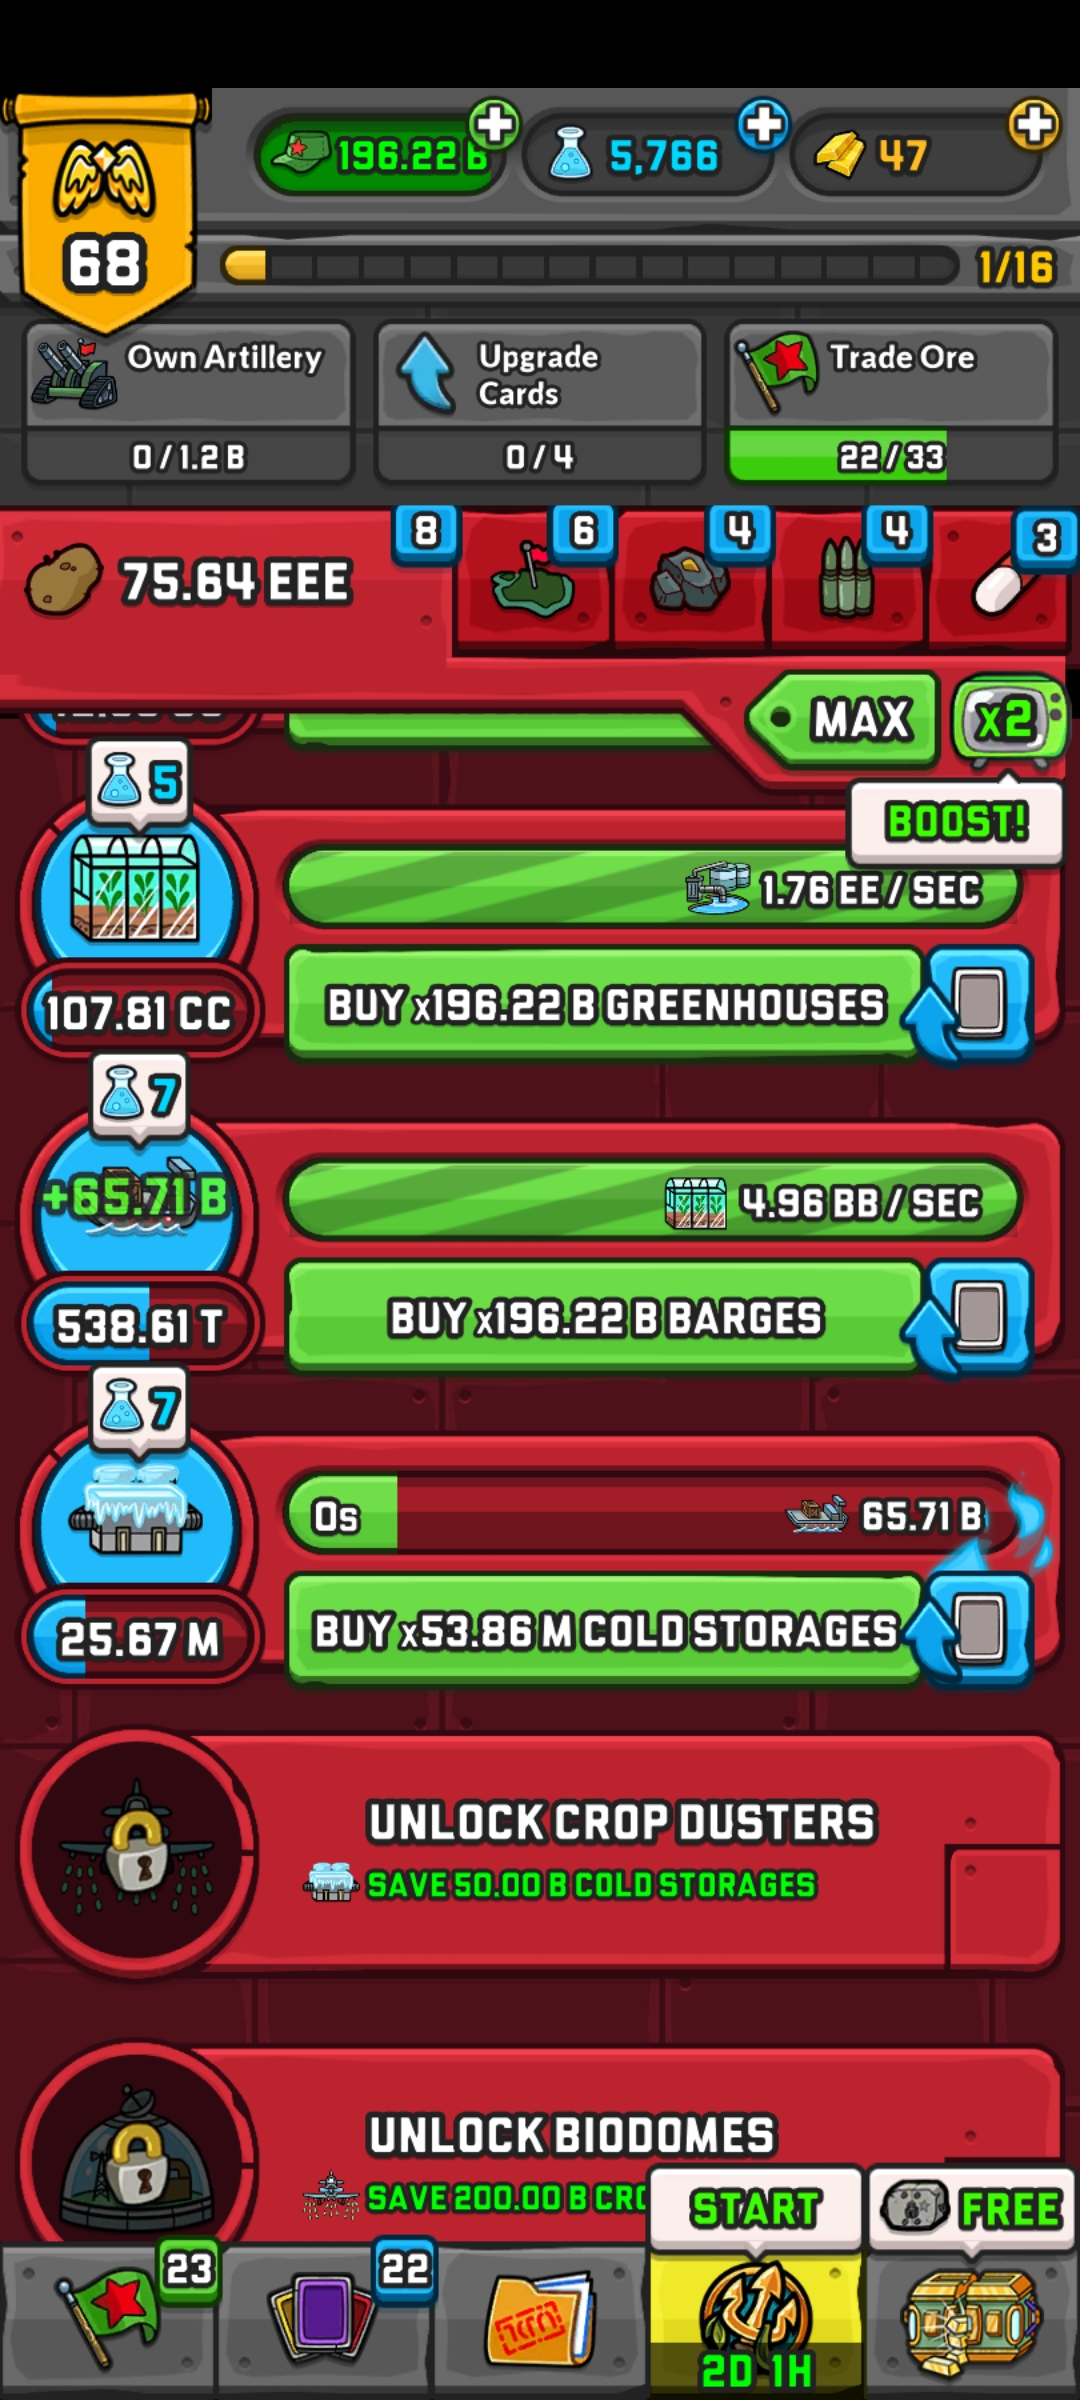 196.22 B
5,766
47
68
1/16
Own Artillery
0 / 1.2 B
Upgrade
Cards
0 / 4
Trade Ore
22 / 33
75.64 EEE
8
6
4
4
3
MAX
x2
BOOST!
5
1.76 EE / SEC
107.81 CC
BUY x196.22 B GREENHOUSES
7
+65.71 B
4.96 BB / SEC
538.61 T
BUY x196.22 B BARGES
7
0s
65.71 B
25.67 M
BUY x53.86 M COLD STORAGES
UNLOCK CROP DUSTERS
SAVE 50.00 B COLD STORAGES
UNLOCK BIODOMES
SAVE 200.00 B CRO
START
FREE
23
22
2D 1H